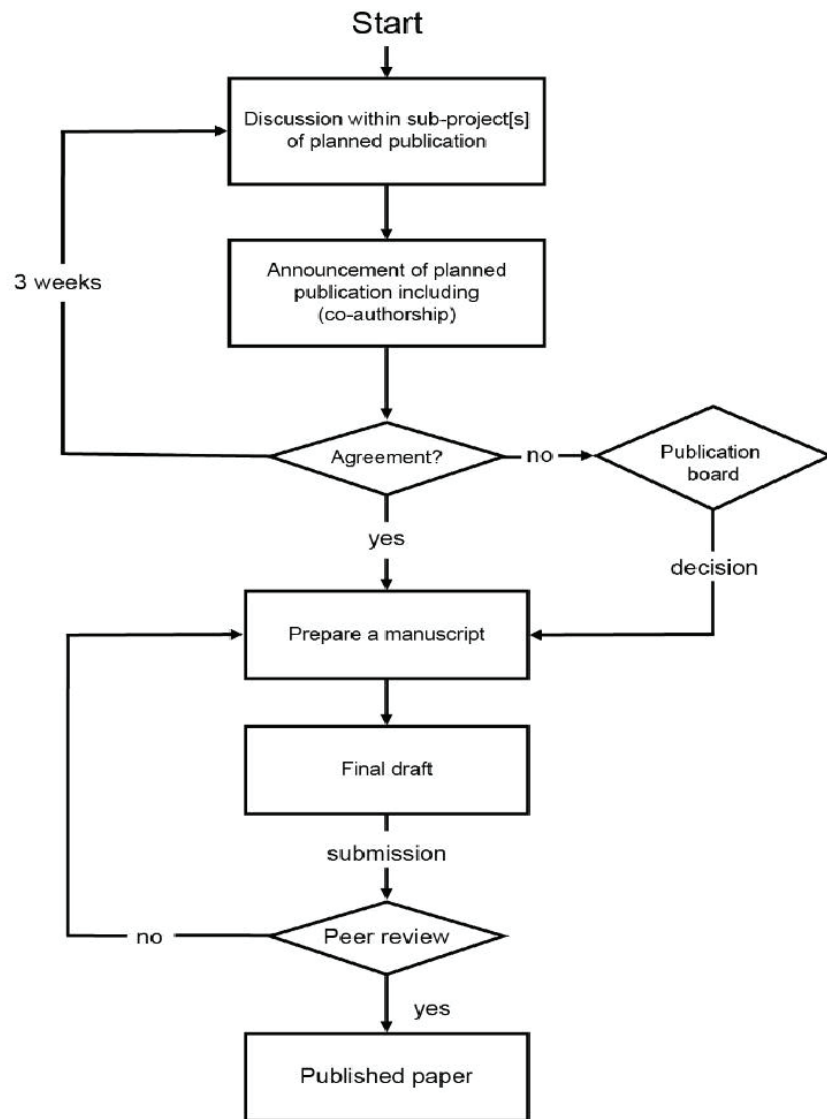 Start
Discussion within sub-project[s]
of planned publication
3 weeks
Announcement of planned
publication including
(co-authorship)
Agreement?
no
Publication
board
yes
decision
Prepare a manuscript
Final draft
submission
no
Peer review
yes
Published paper